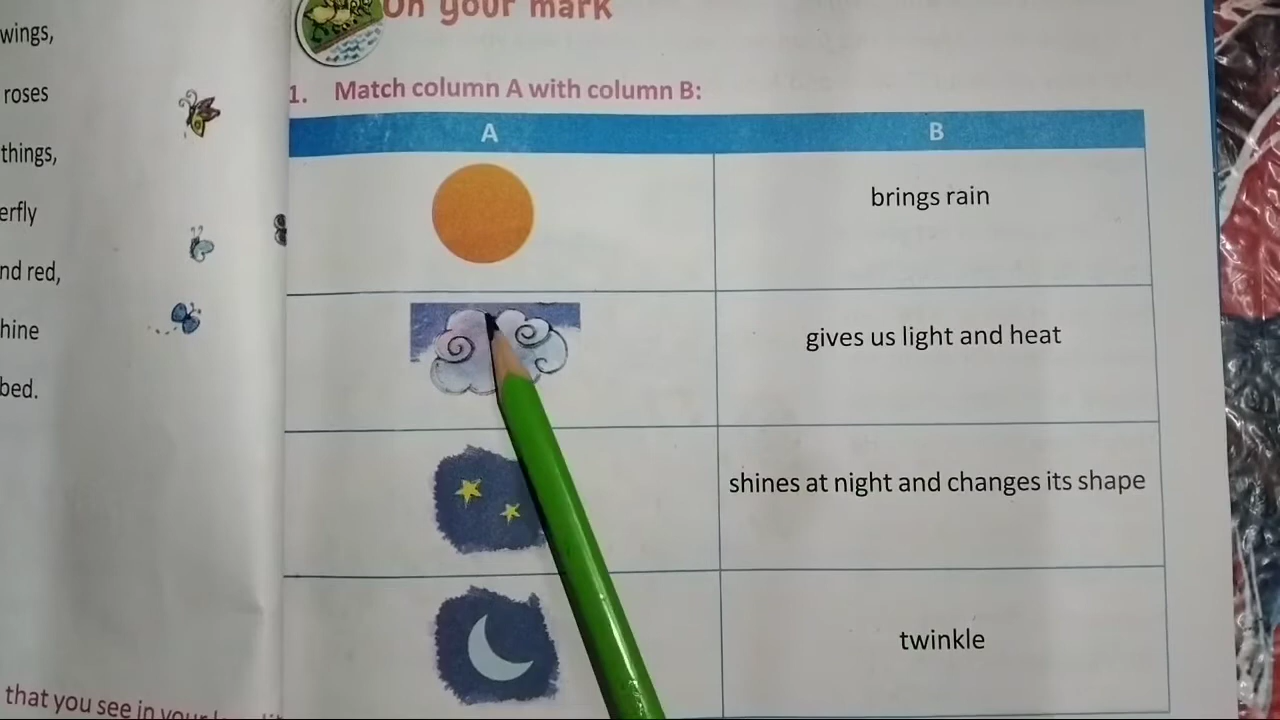 wings,
roses
things,
erfly
nd red,
hine
bed.
that you see in your
On your mark
1. Match column A with column B:
A B
brings rain
gives us light and heat
shines at night and changes its shape
twinkle